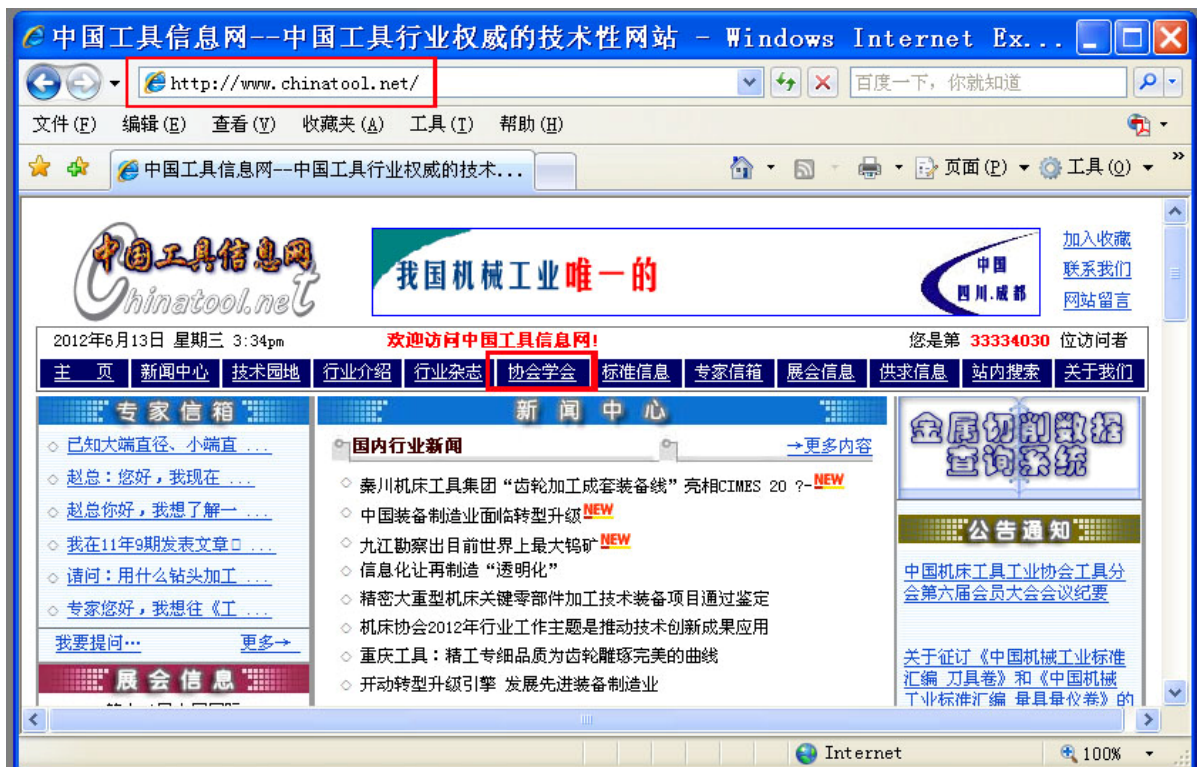 中国工具信息网--中国工具行业权威的技术性网站 - Windows Internet Ex...
http://www.chinatool.net/
百度一下，你就知道
文件(F) 编辑(E) 查看(V) 收藏夹(A) 工具(T) 帮助(H)
中国工具信息网--中国工具行业权威的技术...
页面(P) 工具(O) »
中国工具信息网
Chinatool.net
我国机械工业唯一的
中国
四川.成都
加入收藏
联系我们
网站留言
2012年6月13日 星期三 3:34pm 欢迎访问中国工具信息网! 您是第 33334030 位访问者
主 页 新闻中心 技术园地 行业介绍 行业杂志 协会学会 标准信息 专家信箱 展会信息 供求信息 站内搜索 关于我们
专家信箱
◇ 已知大端直径、小端直 ...
◇ 赵总：您好，我现在 ...
◇ 赵总你好，我想了解一 ...
◇ 我在11年9期发表文章□ ...
◇ 请问：用什么钻头加工 ...
◇ 专家您好，我想往《工 ...
我要提问… 更多→
展会信息
新闻中心
国内行业新闻 →更多内容
◇ 秦川机床工具集团“齿轮加工成套装备线”亮相CIMES 20 ?-NEW
◇ 中国装备制造业面临转型升级NEW
◇ 九江勘察出目前世界上最大钨矿NEW
◇ 信息化让再制造“透明化”
◇ 精密大重型机床关键零部件加工技术装备项目通过鉴定
◇ 机床协会2012年行业工作主题是推动技术创新成果应用
◇ 重庆工具：精工专细品质为齿轮雕琢完美的曲线
◇ 开动转型升级引擎 发展先进装备制造业
金属切削数据
查询系统
公告通知
中国机床工具工业协会工具分
会第六届会员大会会议纪要
关于征订《中国机械工业标准
汇编 刀具卷》和《中国机械
工业标准汇编 量具量仪卷》的
Internet 100%